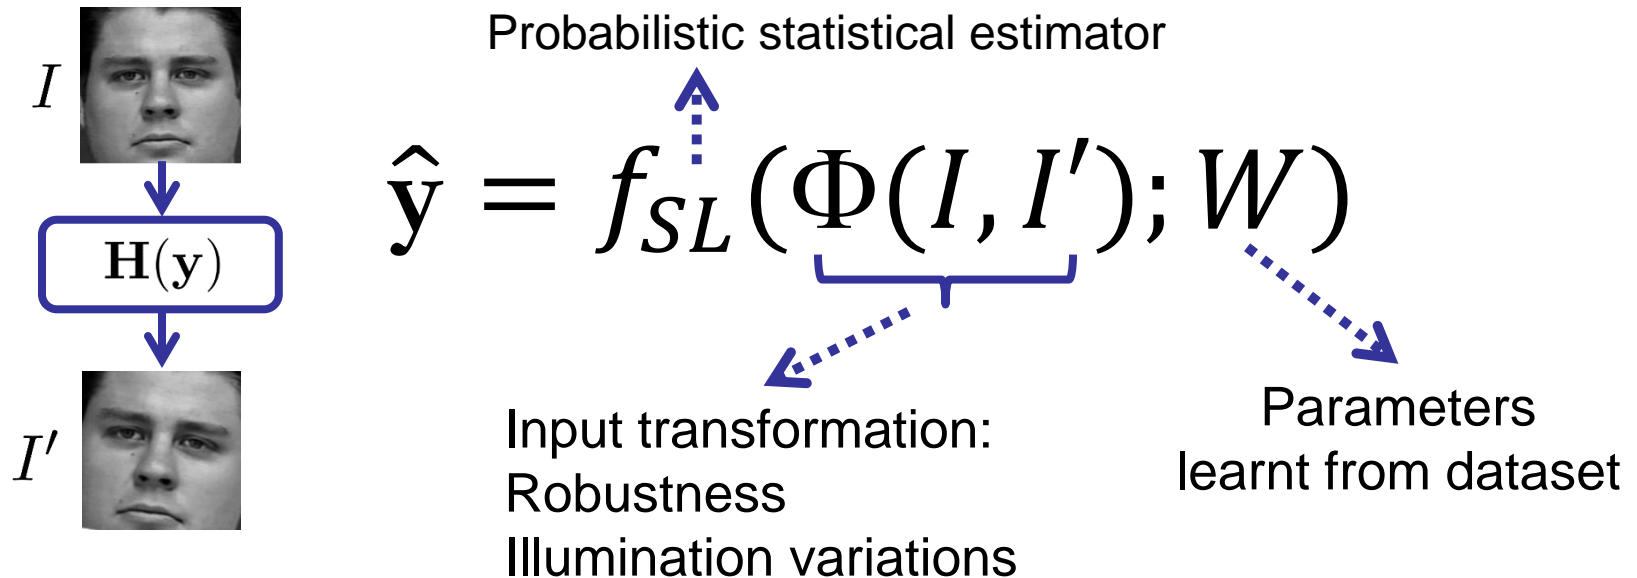 Probabilistic statistical estimator
I
H(y)
I′
ŷ = f_SL(Φ(I, I′); W)
Input transformation:
Robustness
Illumination variations
Parameters
learnt from dataset